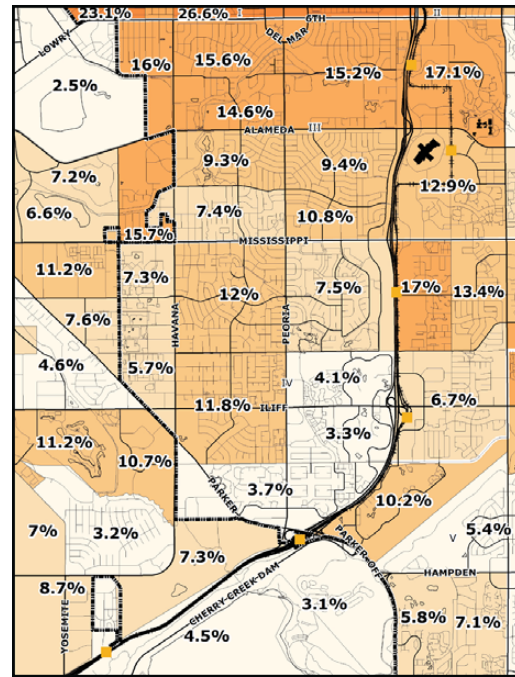 23.1%
26.6%
I
6TH
II
LOWRY
DEL MAR
16%
15.6%
15.2%
17.1%
2.5%
14.6%
ALAMEDA
III
9.3%
9.4%
7.2%
12.9%
6.6%
7.4%
10.8%
15.7%
MISSISSIPPI
11.2%
7.3%
12%
7.5%
17%
13.4%
7.6%
HAVANA
PEORIA
4.6%
5.7%
4.1%
IV
6.7%
11.8%
ILIFF
3.3%
11.2%
10.7%
3.7%
PARKER
10.2%
7%
3.2%
7.3%
PARKER-OFF
5.4%
V
HAMPDEN
8.7%
CHERRY CREEK DAM
3.1%
YOSEMITE
5.8%
7.1%
4.5%